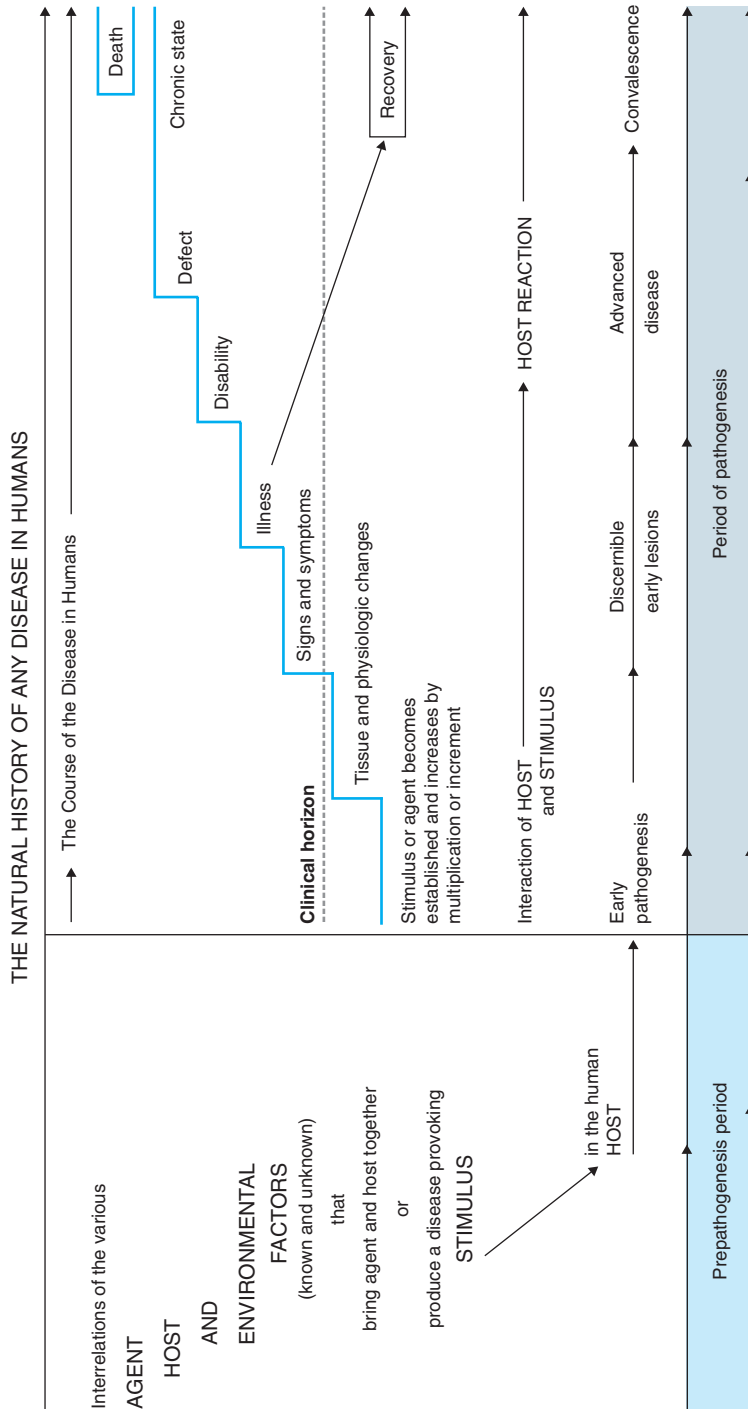 THE NATURAL HISTORY OF ANY DISEASE IN HUMANS
Interrelations of the various
AGENT
HOST
AND
ENVIRONMENTAL
FACTORS
(known and unknown)
that
bring agent and host together
or
produce a disease provoking
STIMULUS
in the human
HOST
Prepathogenesis period
The Course of the Disease in Humans
Death
Chronic state
Defect
Disability
Illness
Signs and symptoms
Clinical horizon
Tissue and physiologic changes
Recovery
Stimulus or agent becomes
established and increases by
multiplication or increment
Interaction of HOST
and STIMULUS
HOST REACTION
Early
pathogenesis
Discernible
early lesions
Advanced
disease
Convalescence
Period of pathogenesis